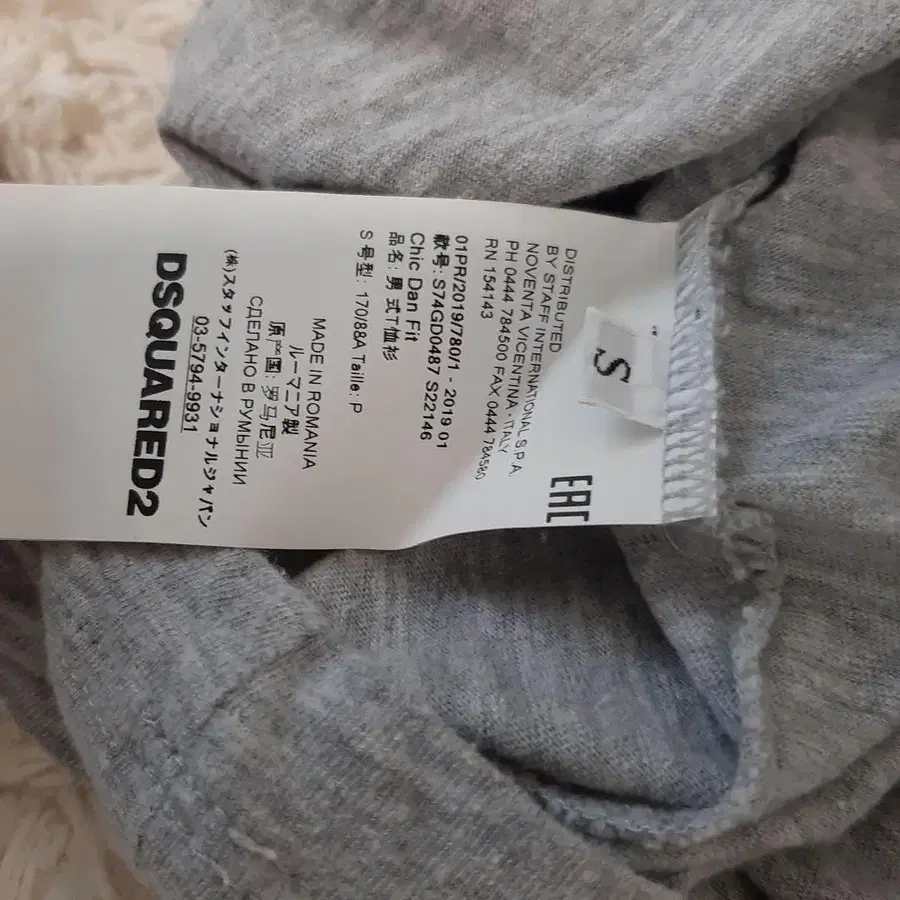 S
EAC
DISTRIBUTED
BY STAFF INTERNATIONAL S.P.A.
NOVENTA VICENTINA - ITALY
PH 0444 784500 FAX 0444 784580
RN 154143
01PR/2019/780/1 - 2019 01
款号: S74GD0487 S22146
Chic Dan Fit
品名: 男式T恤衫
S 号型: 170/88A Taille: P
MADE IN ROMANIA
ルーマニア製
原产国: 罗马尼亚
СДЕЛАНО В РУМЫНИИ
(株)スタッフインターナショナルジャパン
03-5794-9931
DSQUARED2